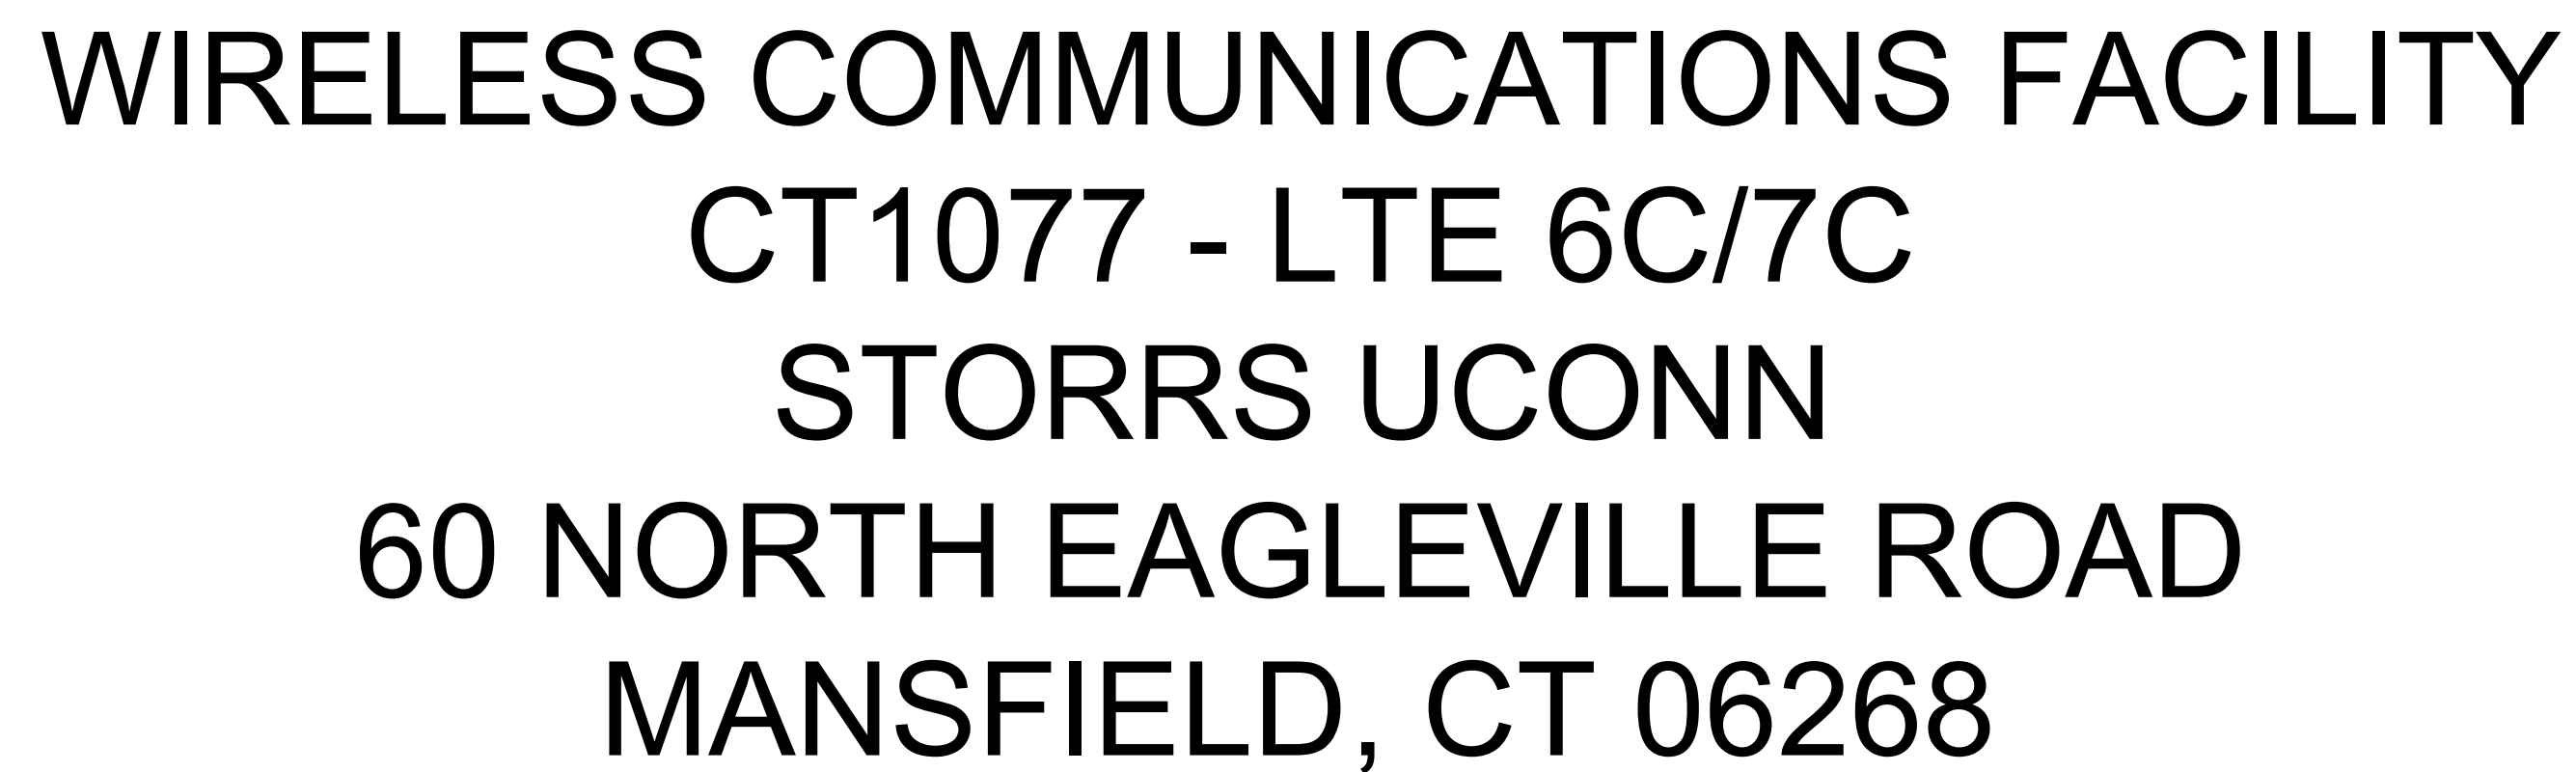 WIRELESS COMMUNICATIONS FACILITY
CT1077 - LTE 6C/7C
STORRS UCONN
60 NORTH EAGLEVILLE ROAD
MANSFIELD, CT 06268